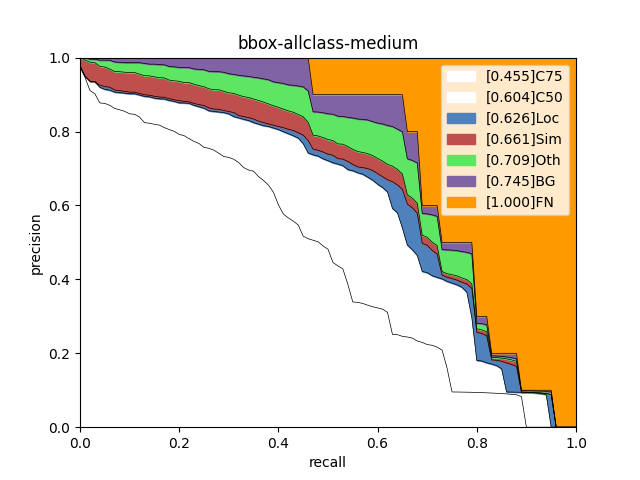 bbox-allclass-medium
precision
1.0
0.8
0.6
0.4
0.2
0.0
[0.455]C75
[0.604]C50
[0.626]Loc
[0.661]Sim
[0.709]Oth
[0.745]BG
[1.000]FN
0.0 0.2 0.4 0.6 0.8 1.0
recall